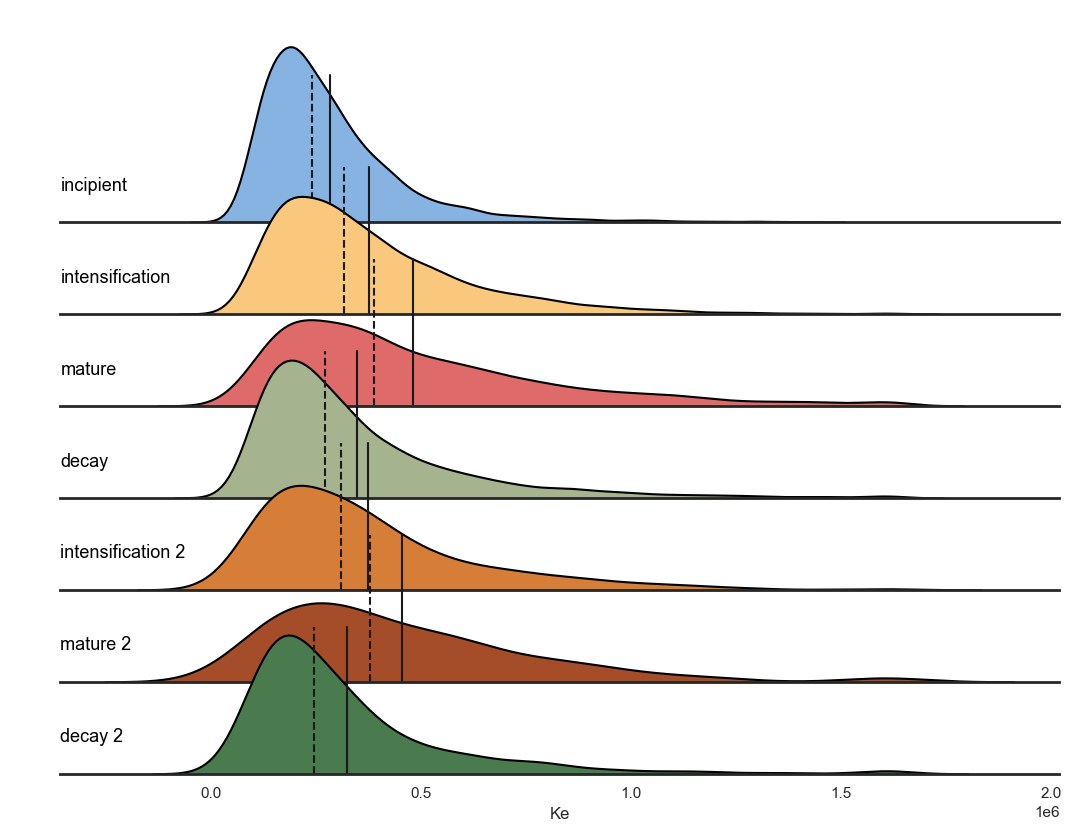 incipient
intensification
mature
decay
intensification 2
mature 2
decay 2
0.0 0.5 1.0 1.5 2.0
1e6
Ke